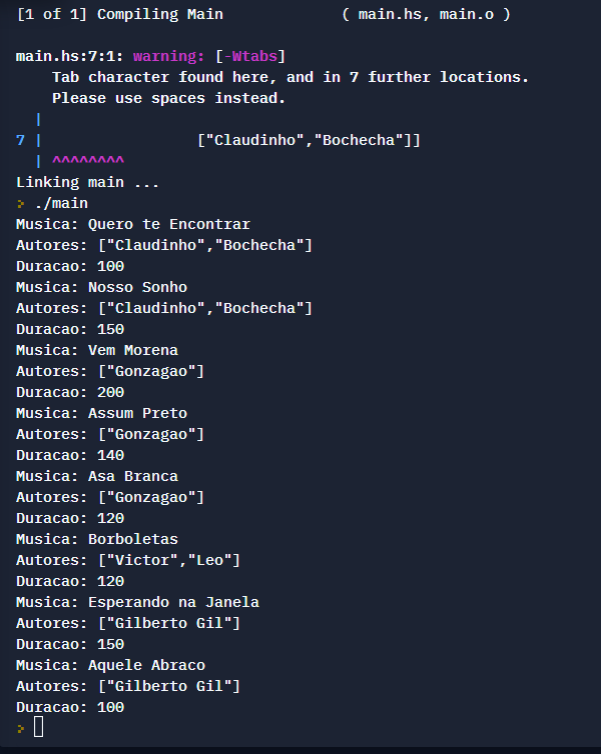 [1 of 1] Compiling Main             ( main.hs, main.o )
main.hs:7:1: warning: [-Wtabs]
    Tab character found here, and in 7 further locations.
    Please use spaces instead.
  |
7 |                 ["Claudinho","Bochecha"]]
  | ^^^^^^^^
Linking main ...
> ./main
Musica: Quero te Encontrar
Autores: ["Claudinho","Bochecha"]
Duracao: 100
Musica: Nosso Sonho
Autores: ["Claudinho","Bochecha"]
Duracao: 150
Musica: Vem Morena
Autores: ["Gonzagao"]
Duracao: 200
Musica: Assum Preto
Autores: ["Gonzagao"]
Duracao: 140
Musica: Asa Branca
Autores: ["Gonzagao"]
Duracao: 120
Musica: Borboletas
Autores: ["Victor","Leo"]
Duracao: 120
Musica: Esperando na Janela
Autores: ["Gilberto Gil"]
Duracao: 150
Musica: Aquele Abraco
Autores: ["Gilberto Gil"]
Duracao: 100
>